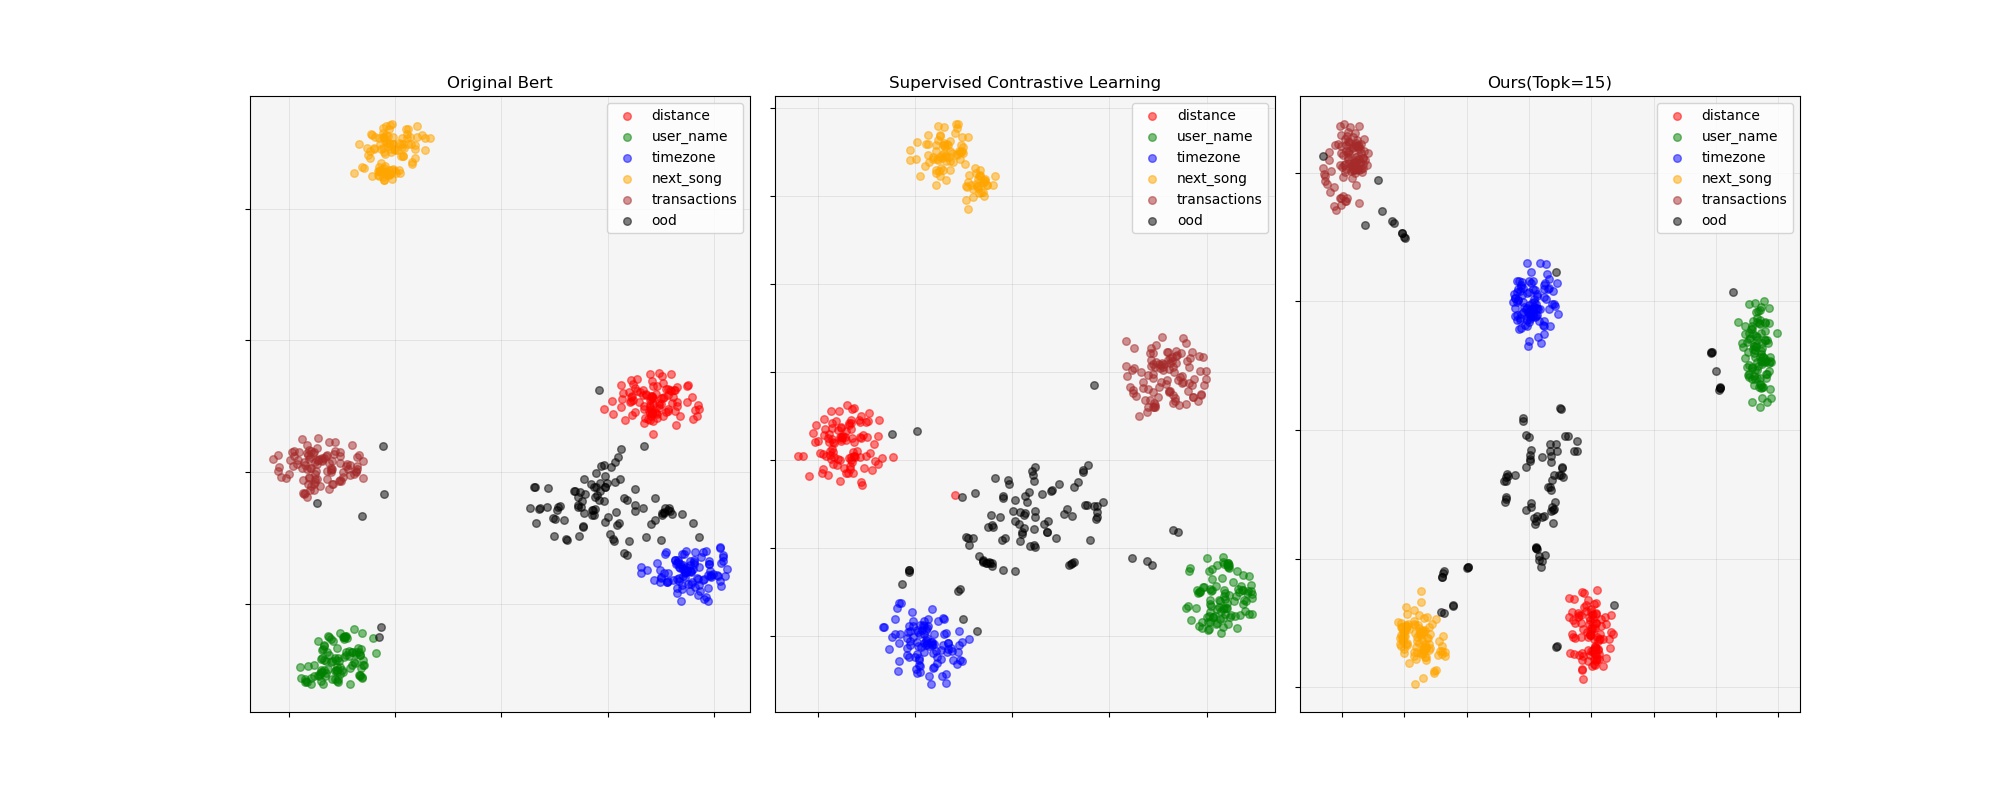 Original Bert
distance
user_name
timezone
next_song
transactions
ood
Supervised Contrastive Learning
distance
user_name
timezone
next_song
transactions
ood
Ours(Topk=15)
distance
user_name
timezone
next_song
transactions
ood